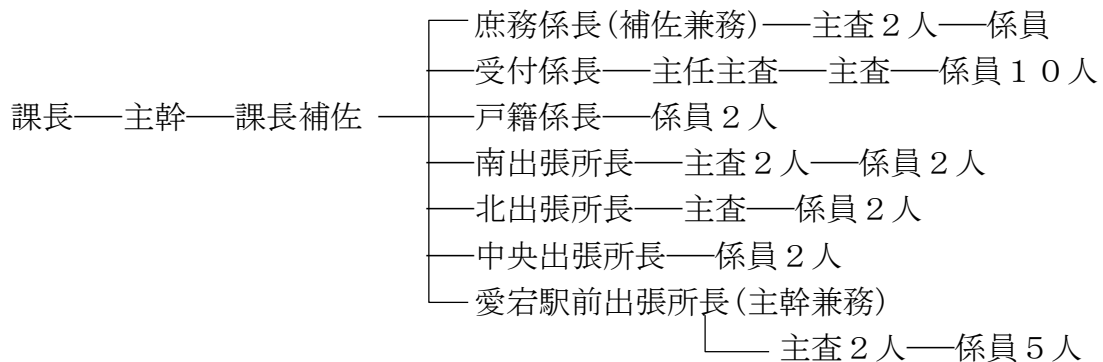 庶務係長(補佐兼務)―主査2人―係員
受付係長―主任主査―主査―係員10人
課長―主幹―課長補佐―戸籍係長―係員2人
南出張所長―主査2人―係員2人
北出張所長―主査―係員2人
中央出張所長―係員2人
愛宕駅前出張所長(主幹兼務)
主査2人―係員5人